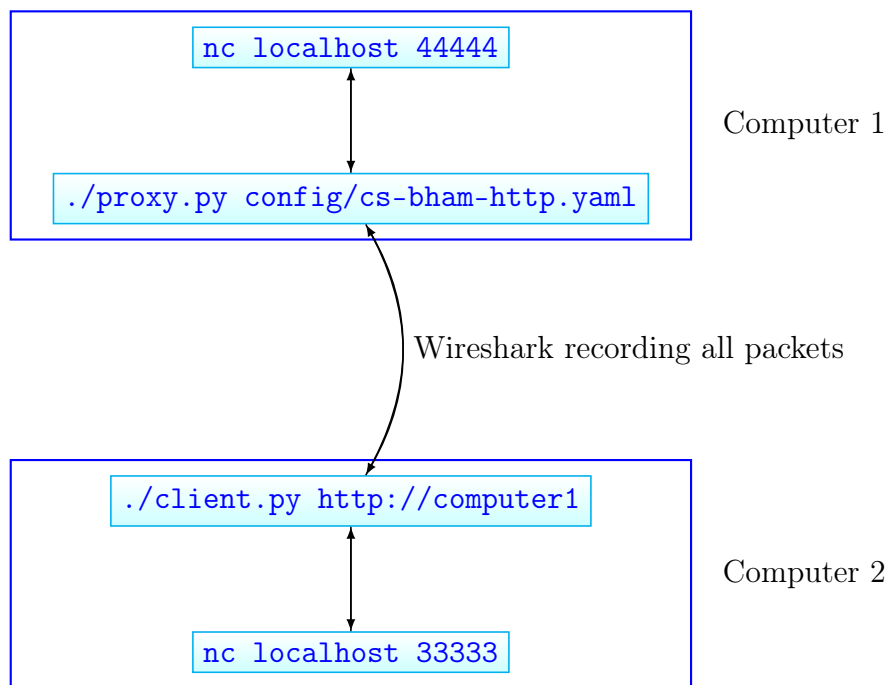 nc localhost 44444
Computer 1
./proxy.py config/cs-bham-http.yaml
Wireshark recording all packets
./client.py http://computer1
Computer 2
nc localhost 33333